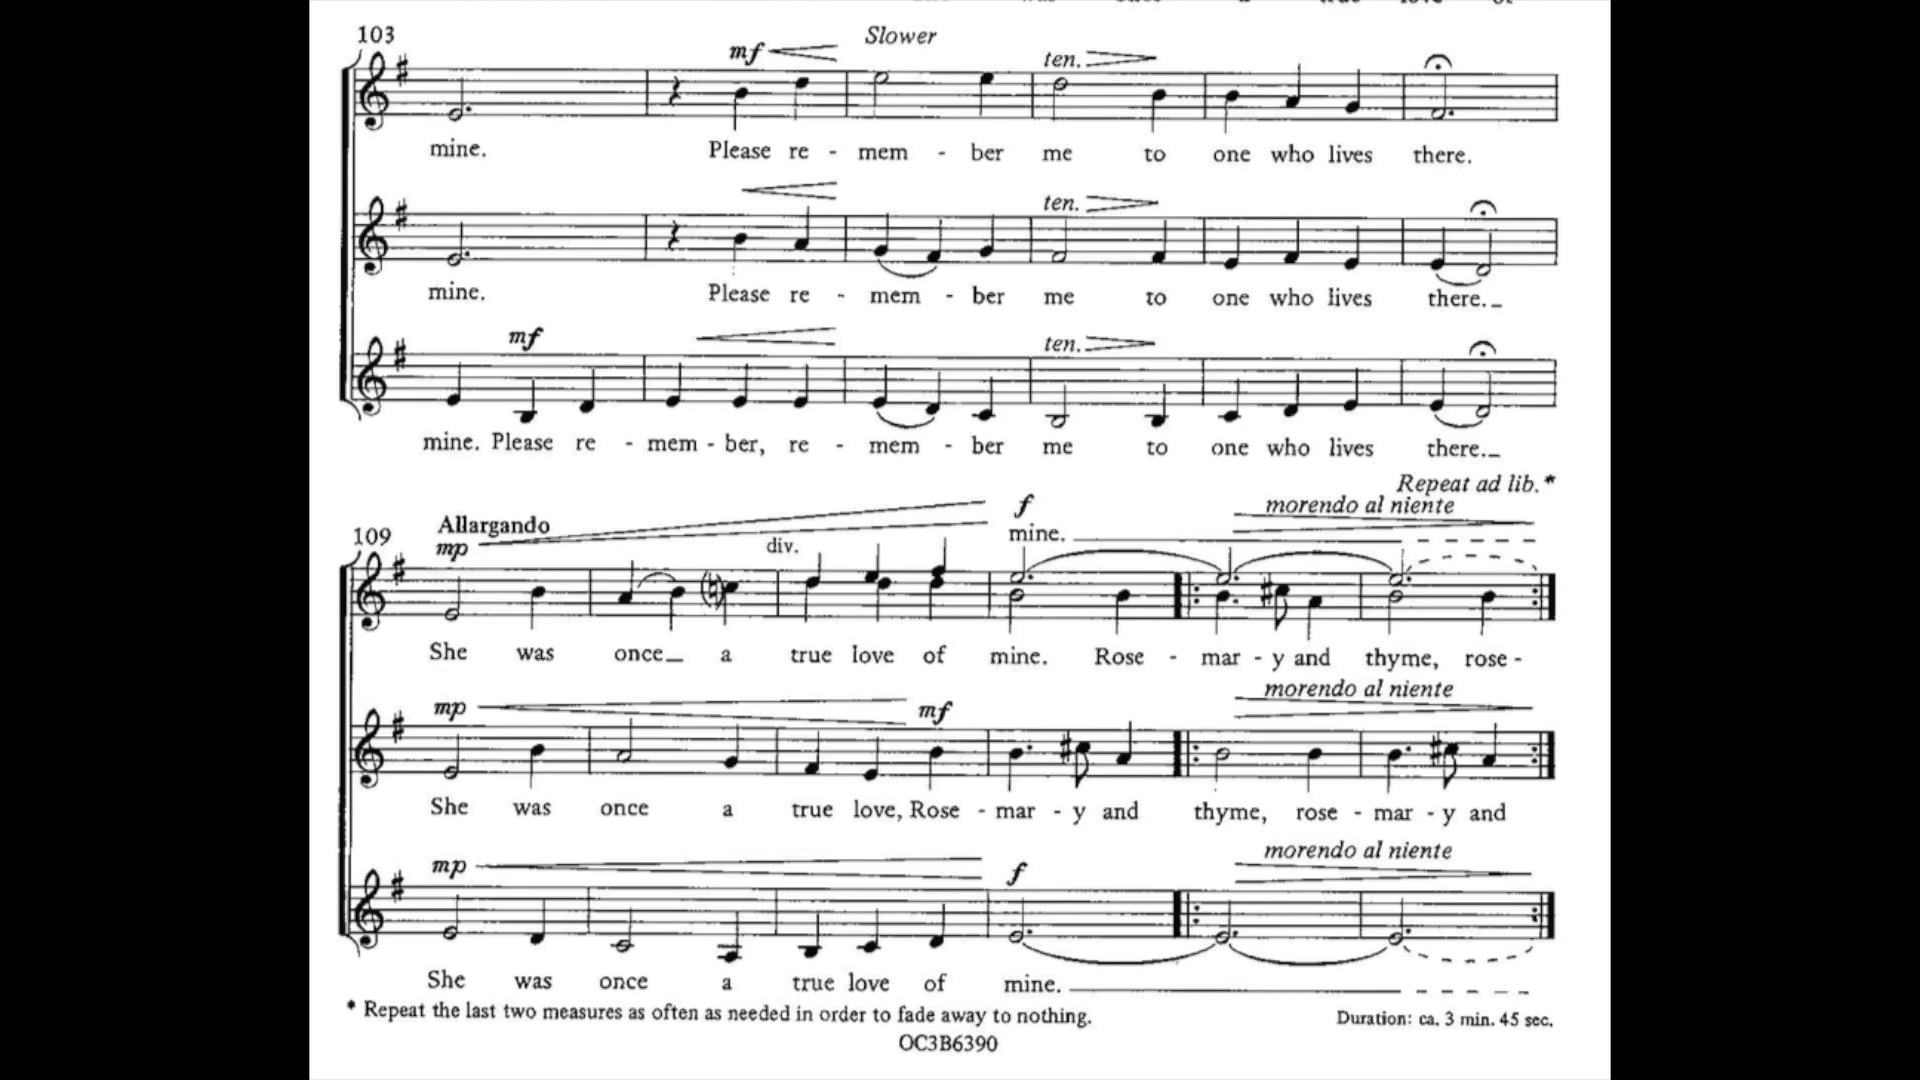 103
mf
Slower
ten.
mine. Please re - mem - ber me to one who lives there.
ten.
mine. Please re - mem - ber me to one who lives there._
mf
ten.
mine. Please re - mem - ber, re - mem - ber me to one who lives there._
Repeat ad lib.*
109
Allargando
mp
div.
f
morendo al niente
mine.
She was once_ a true love of mine. Rose - mar - y and thyme, rose -
mp
mf
morendo al niente
She was once a true love, Rose - mar - y and thyme, rose - mar - y and
mp
f
morendo al niente
She was once a true love of mine.
* Repeat the last two measures as often as needed in order to fade away to nothing.
Duration: ca. 3 min. 45 sec.
OC3B6390